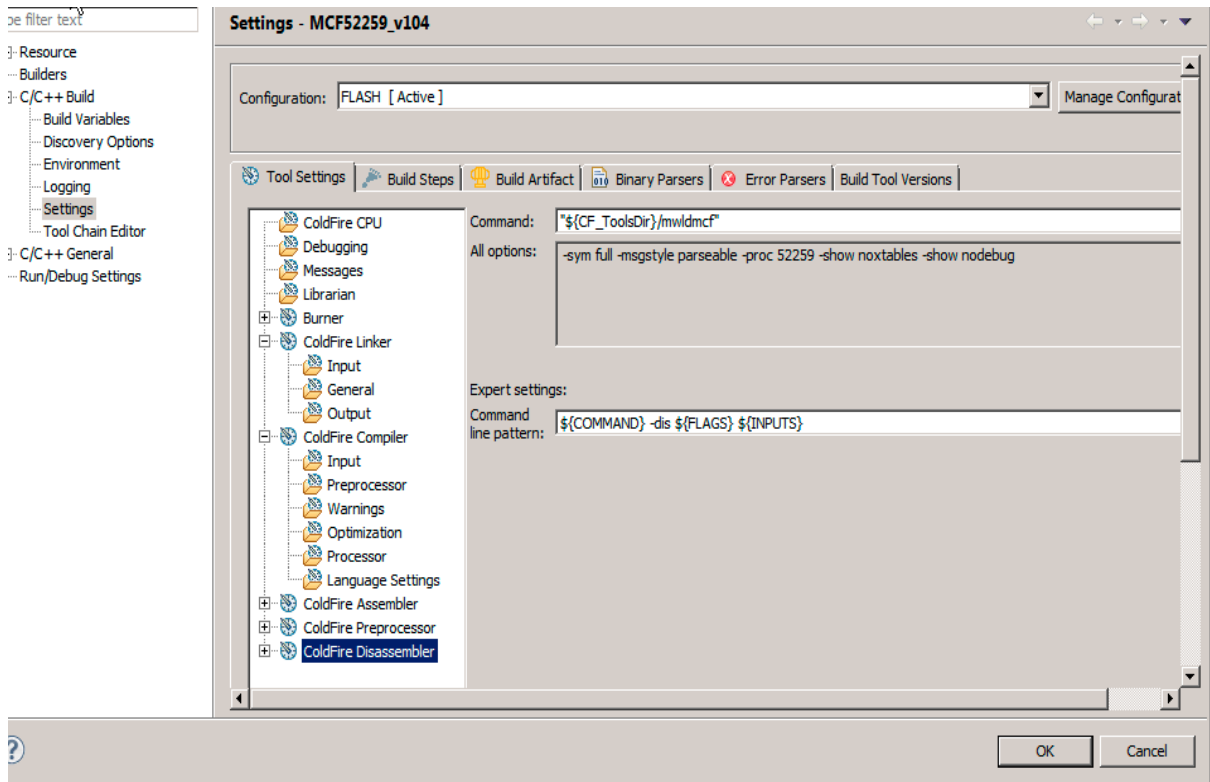 pe filter text
Settings - MCF52259_v104
Resource
Builders
C/C++ Build
Build Variables
Discovery Options
Environment
Logging
Settings
Tool Chain Editor
C/C++ General
Run/Debug Settings
Configuration: FLASH [ Active ] Manage Configurat
Tool Settings Build Steps Build Artifact Binary Parsers Error Parsers Build Tool Versions
ColdFire CPU
Debugging
Messages
Librarian
Burner
ColdFire Linker
Input
General
Output
ColdFire Compiler
Input
Preprocessor
Warnings
Optimization
Processor
Language Settings
ColdFire Assembler
ColdFire Preprocessor
ColdFire Disassembler
Command: "${CF_ToolsDir}/mwldmcf"
All options: -sym full -msgstyle parseable -proc 52259 -show noxtables -show nodebug
Expert settings:
Command
line pattern: ${COMMAND} -dis ${FLAGS} ${INPUTS}
?
OK Cancel